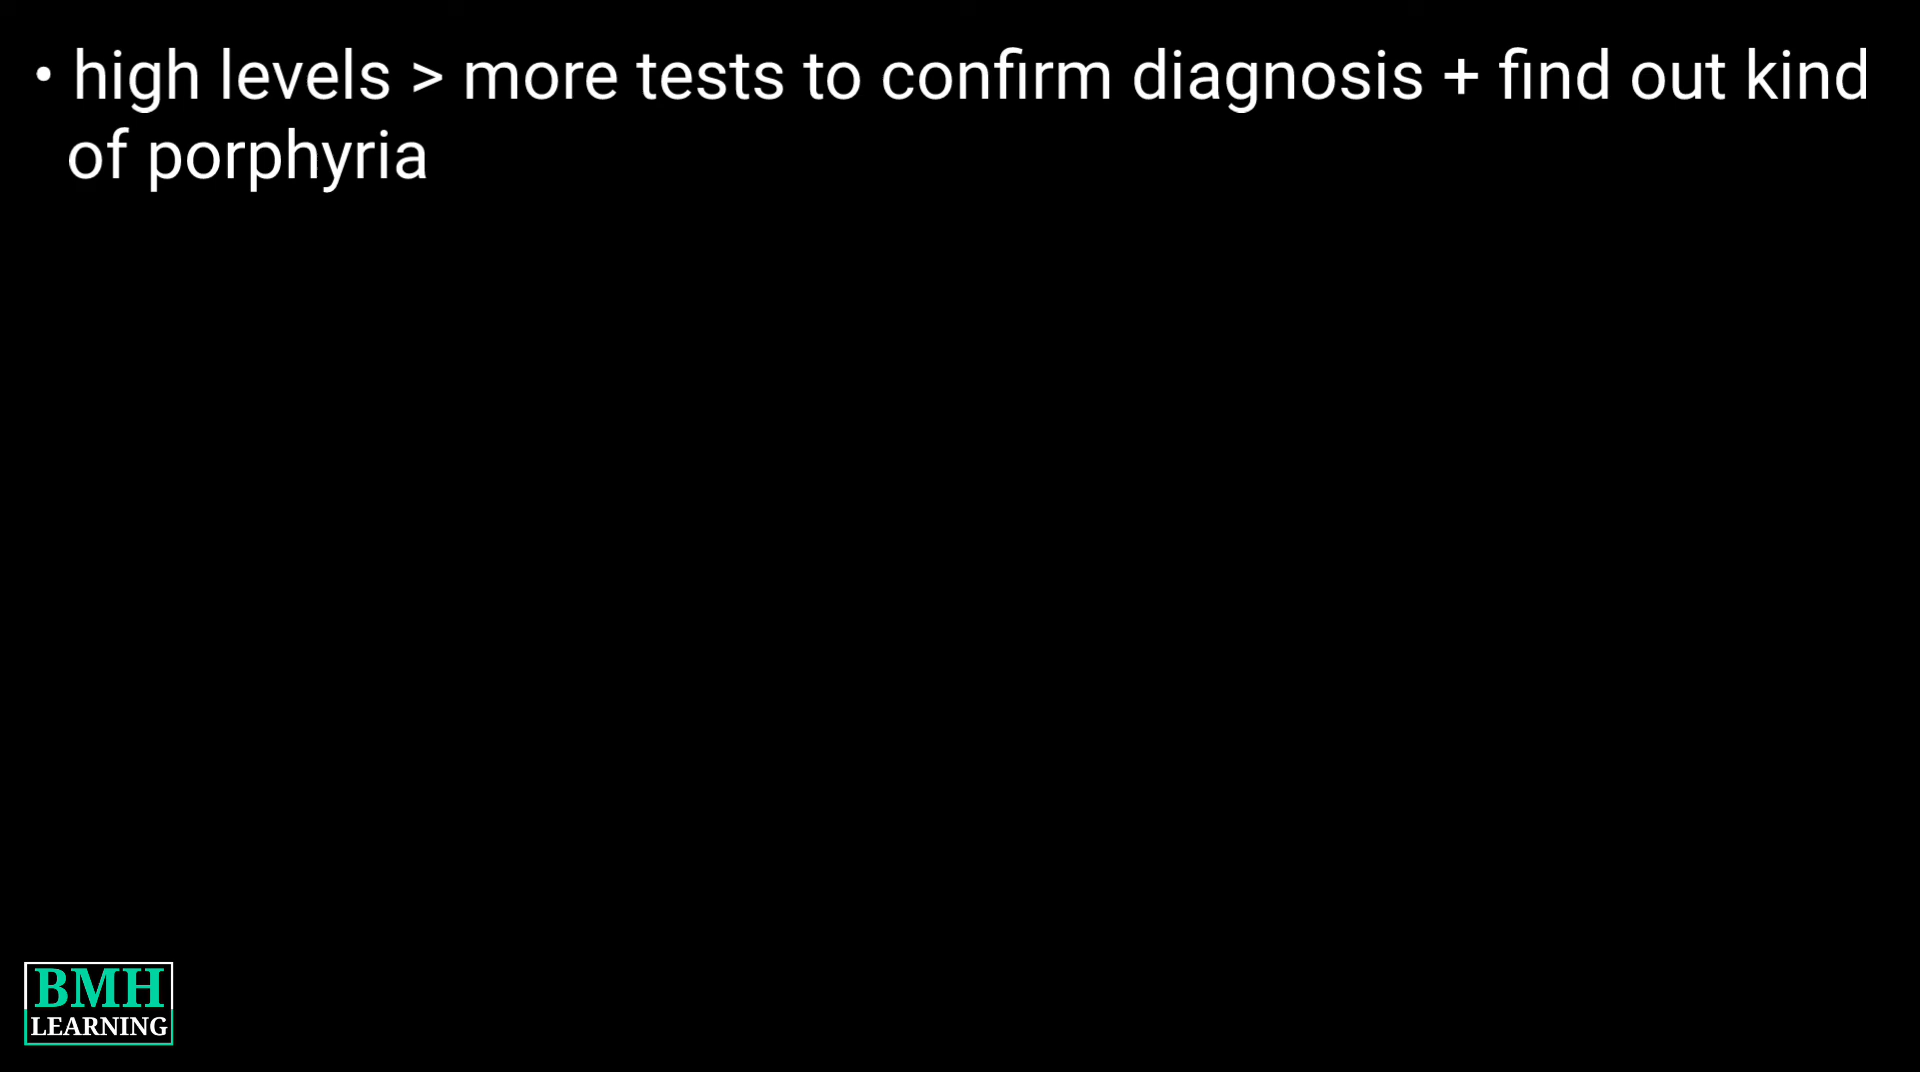 • high levels > more tests to confirm diagnosis + find out kind
of porphyria
BMH
LEARNING